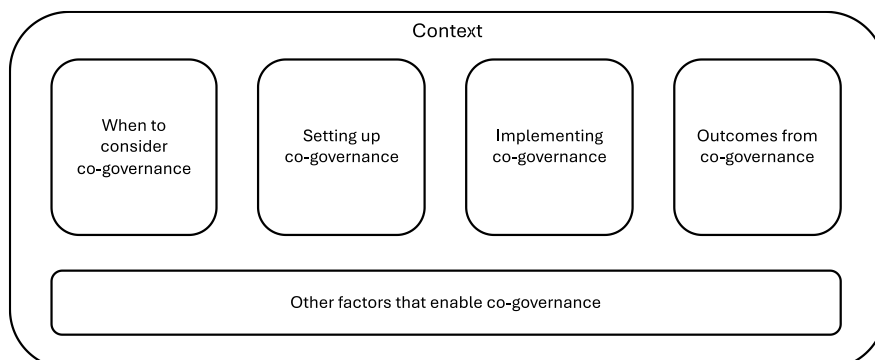 Context
When to
consider
co-governance
Setting up
co-governance
Implementing
co-governance
Outcomes from
co-governance
Other factors that enable co-governance